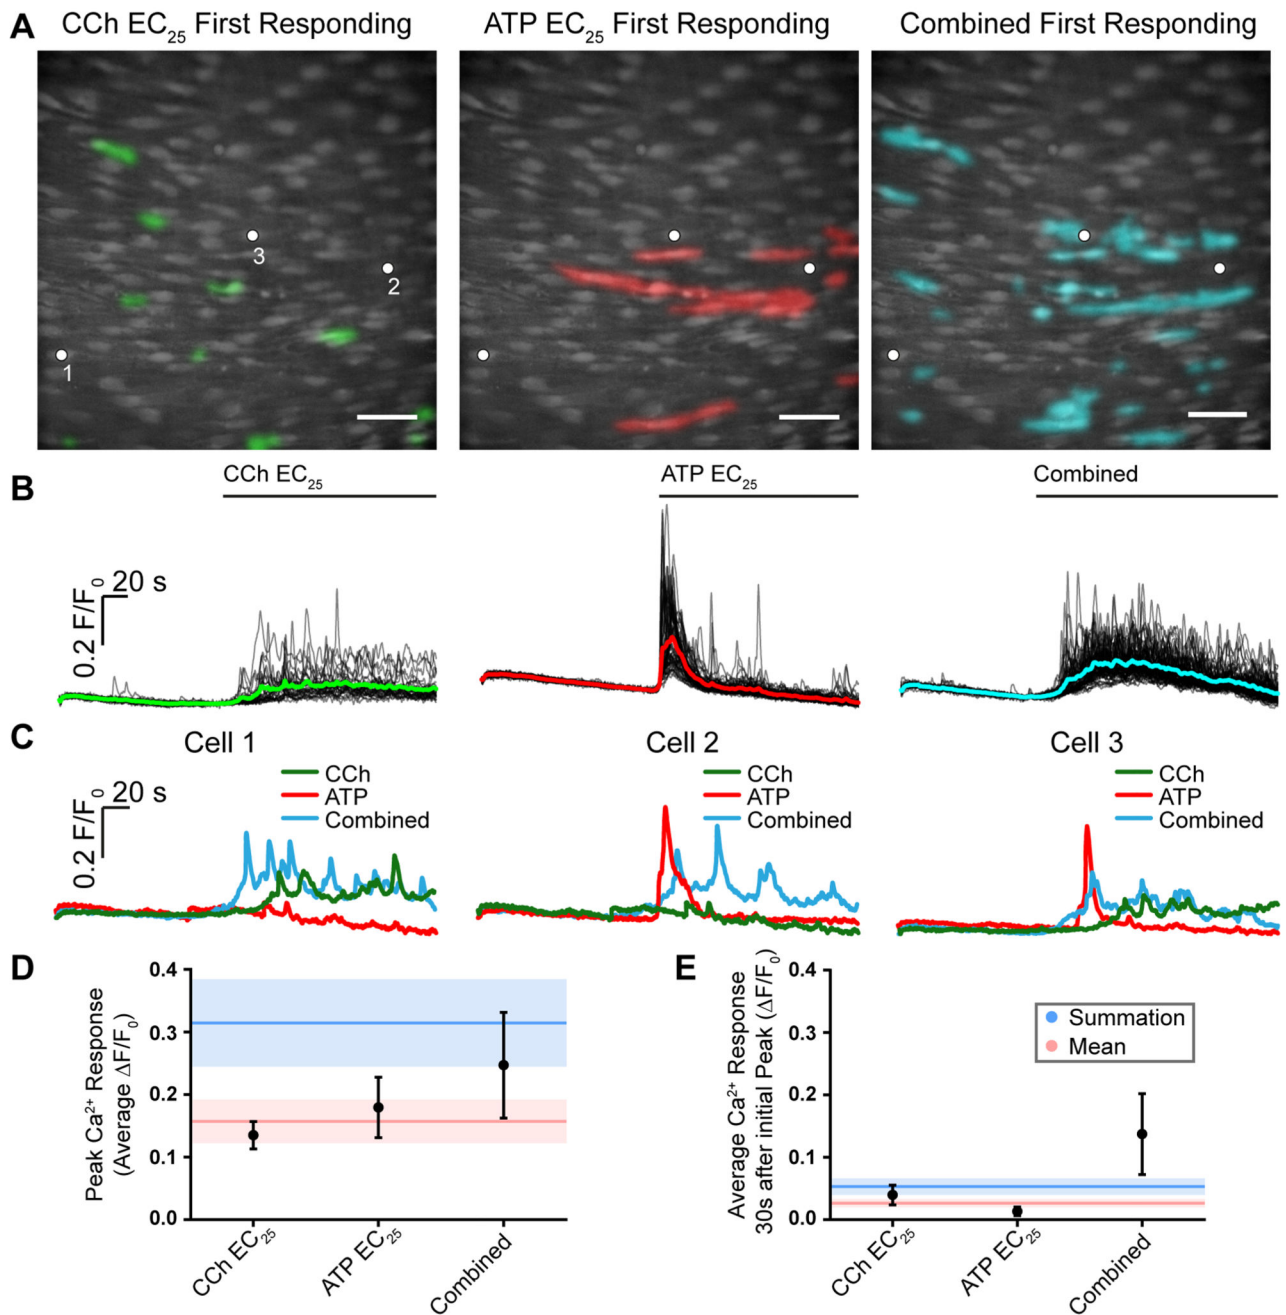 A
CCh EC25 First Responding
ATP EC25 First Responding
Combined First Responding
3
2
1
B
CCh EC25
ATP EC25
Combined
20 s
0.2 F/F0
C
Cell 1
Cell 2
Cell 3
CCh
ATP
Combined
CCh
ATP
Combined
CCh
ATP
Combined
20 s
0.2 F/F0
D
Peak Ca2+ Response
(Average ΔF/F0)
0.4
0.3
0.2
0.1
0.0
CCh EC25
ATP EC25
Combined
E
Average Ca2+ Response
30s after initial Peak (ΔF/F0)
0.4
0.3
0.2
0.1
0.0
Summation
Mean
CCh EC25
ATP EC25
Combined